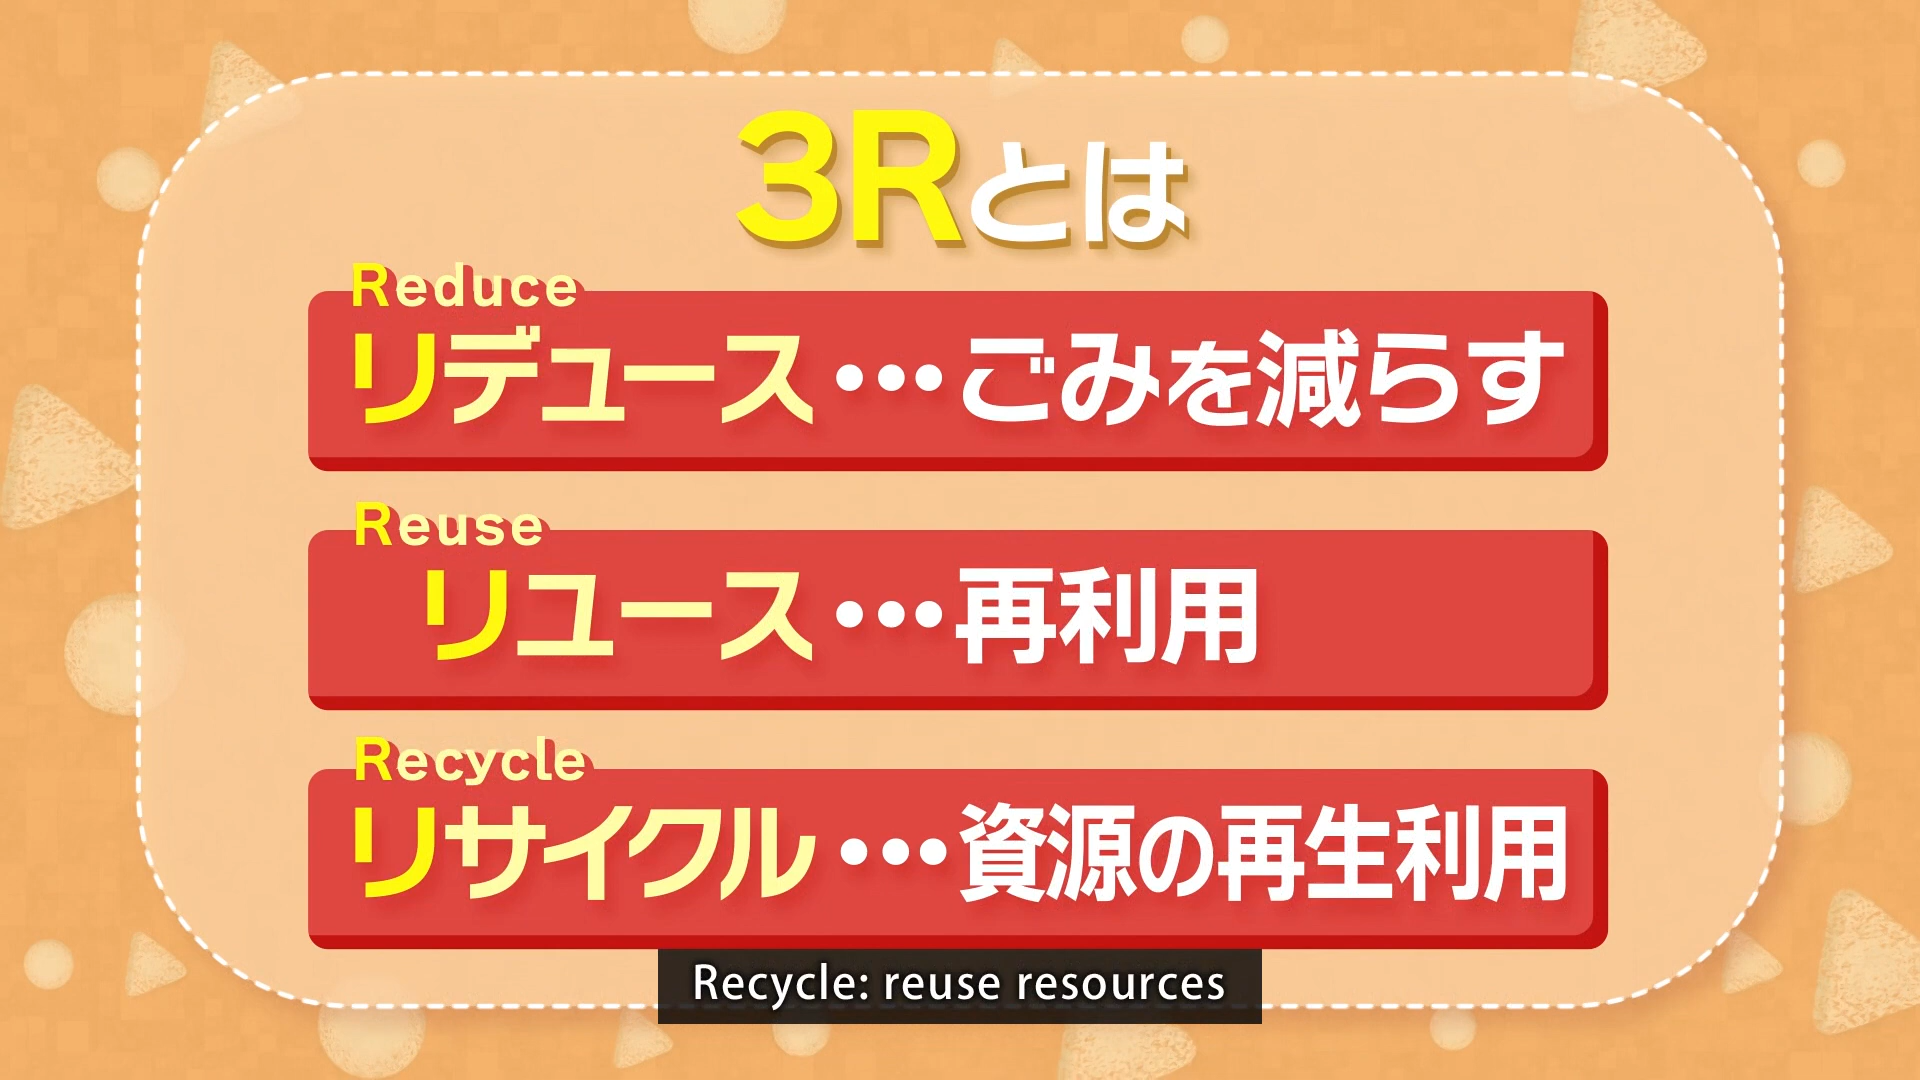 3Rとは
Reduce
リデュース…ごみを減らす
Reuse
リユース…再利用
Recycle
リサイクル…資源の再生利用
Recycle: reuse resources